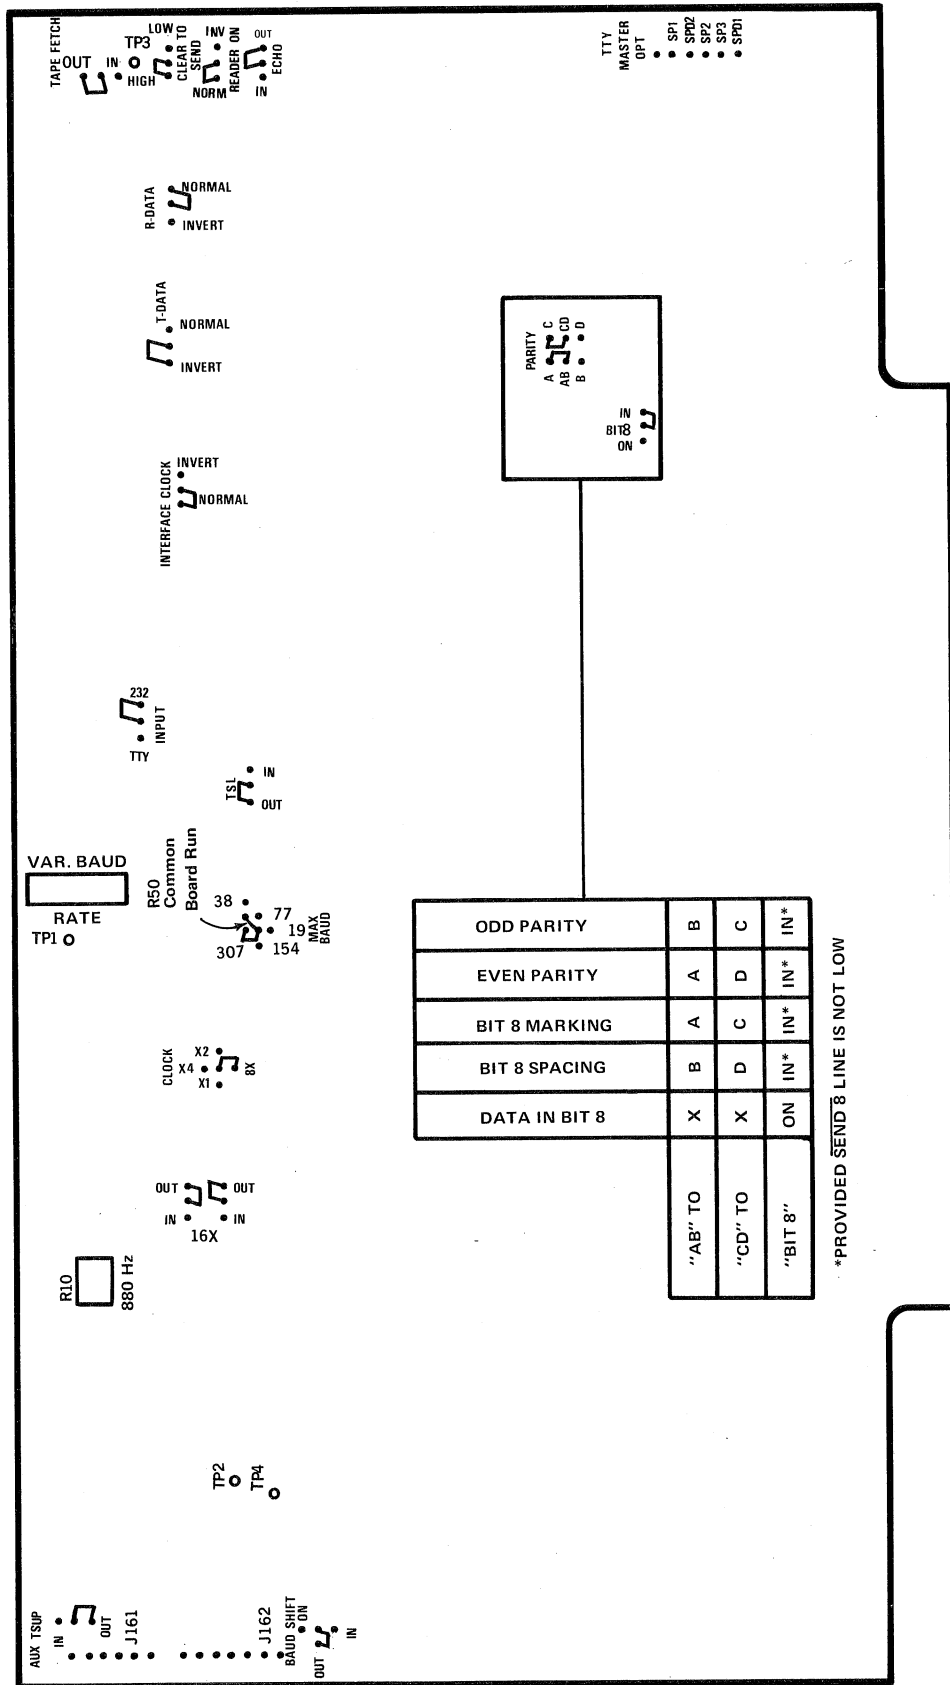 TAPE FETCH
OUT
IN
TP3
HIGH
LOW
CLEAR TO
SEND
INV
NORM
READER ON
OUT
ECHO
IN
TTY
MASTER
OPT
SP1
SPD2
SP2
SP3
SPD1
R-DATA
NORMAL
INVERT
T-DATA
NORMAL
INVERT
PARITY
A
C
AB
CD
B
D
IN
BIT8
ON
INTERFACE CLOCK
INVERT
NORMAL
232
INPUT
TTY
TSL
IN
OUT
VAR. BAUD
RATE
TP1
R50
Common
Board Run
38
77
19
MAX
BAUD
307
154
CLOCK
X2
X4
X1
8X
OUT
OUT
IN
IN
16X
R10
880 Hz
ODD PARITY B C IN*
EVEN PARITY A D IN*
BIT 8 MARKING A C IN*
BIT 8 SPACING B D IN*
DATA IN BIT 8 X X ON
"AB" TO "CD" TO "BIT 8"
*PROVIDED SEND 8 LINE IS NOT LOW
TP2
TP4
AUX TSUP
IN
OUT
J161
J162
BAUD SHIFT
ON
OUT
IN